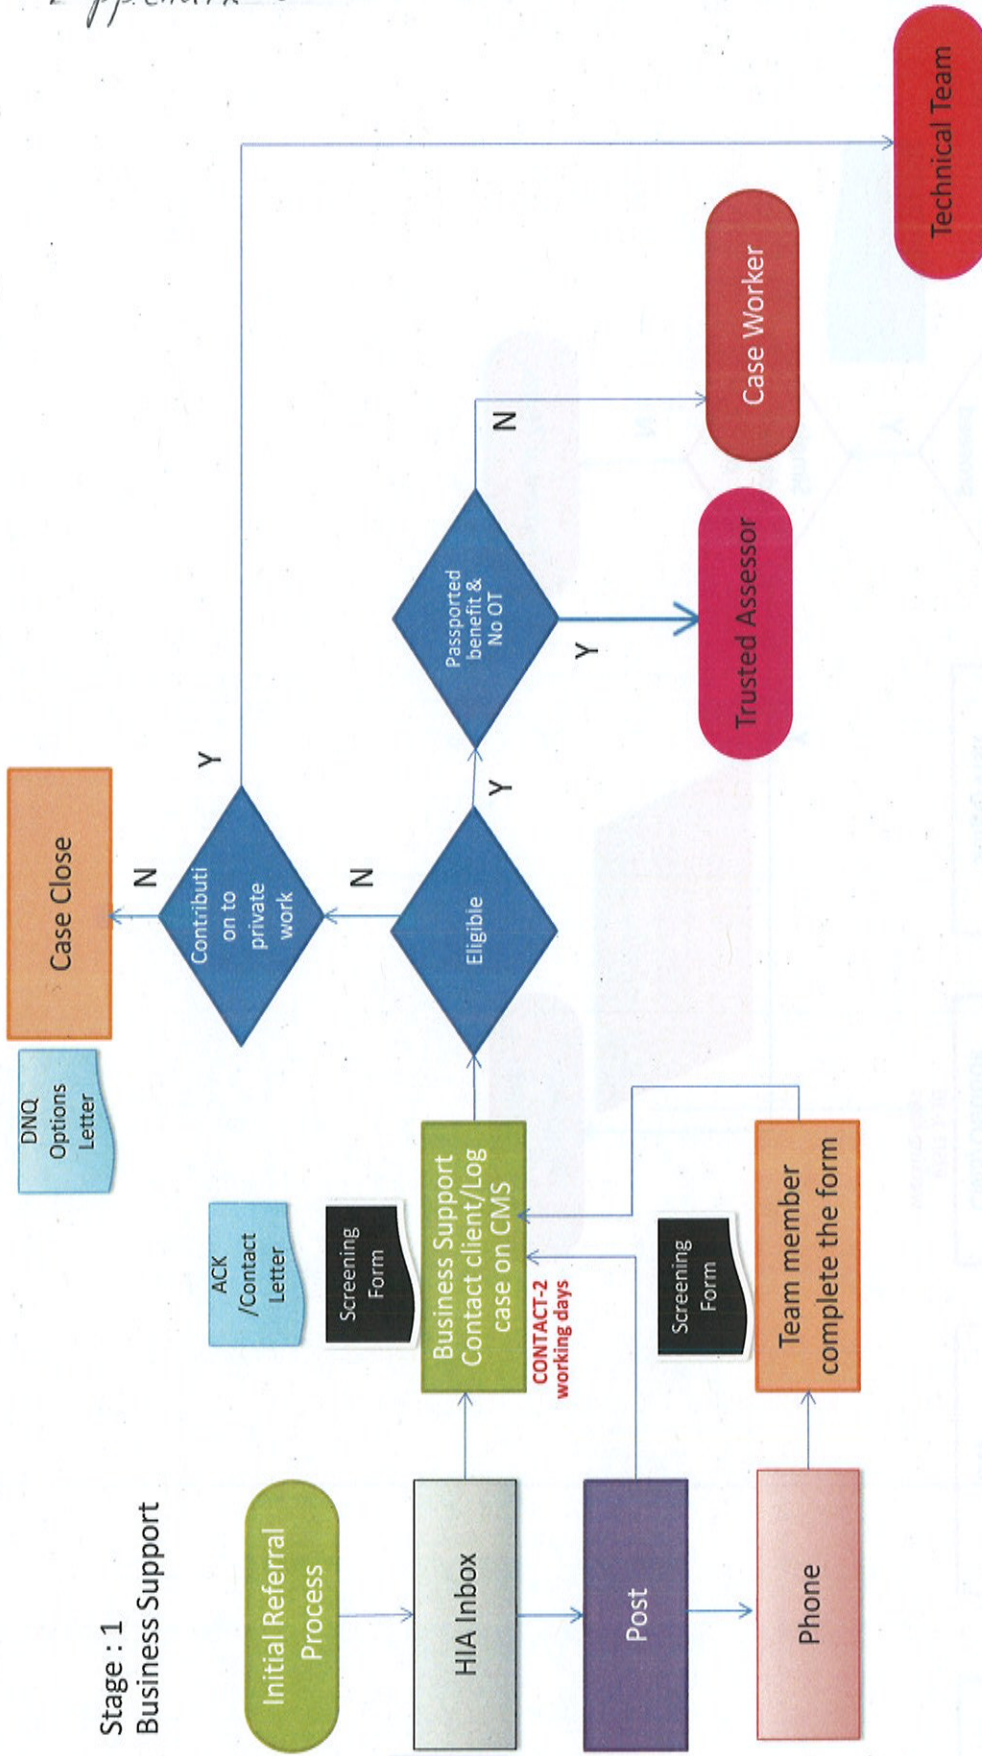 Appendix
Stage : 1
Business Support
Initial Referral
Process
HIA Inbox
Post
Phone
ACK
/Contact
Letter
Screening
Form
Business Support
Contact client/Log
case on CMS
CONTACT-2
working days
Screening
Form
Team member
complete the form
DNQ
Options
Letter
Case Close
N
Contributi
on to
private
work
Y
N
Eligible
Y
Passported
benefit &
No OT
N
Y
Trusted Assessor
Case Worker
Technical Team